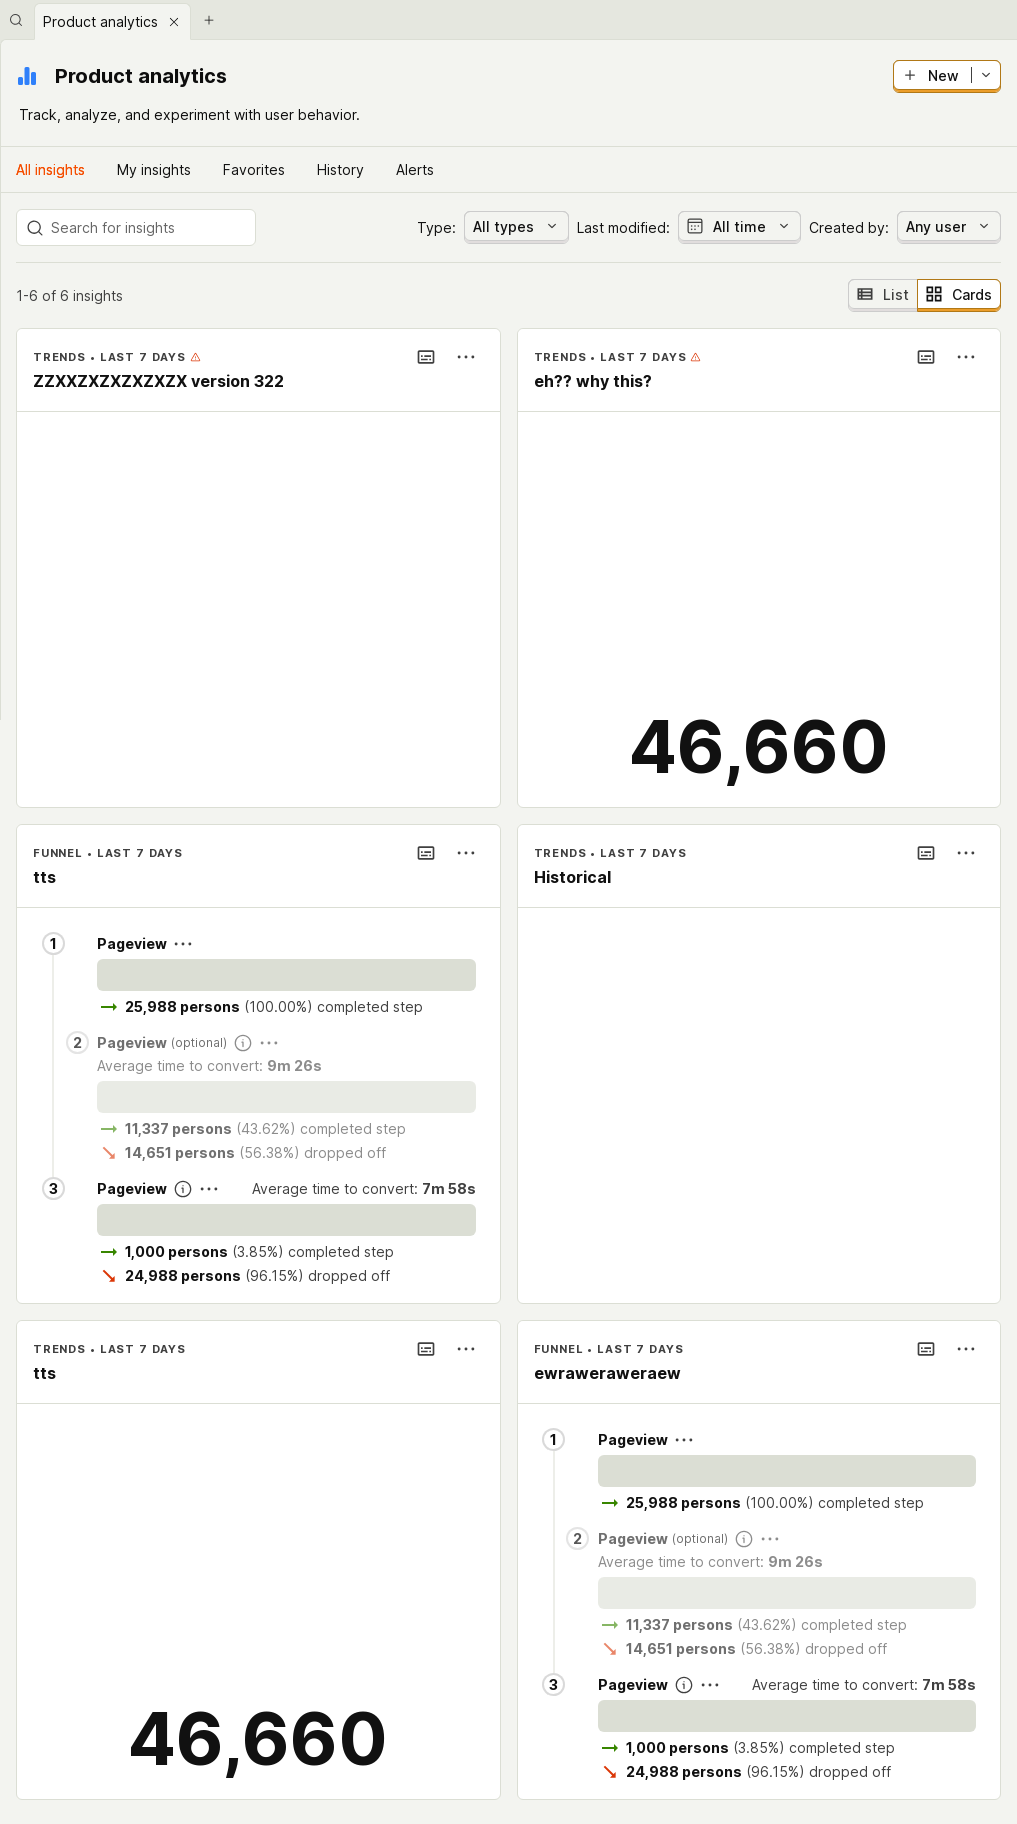 Product analytics
Product analytics
New
Track, analyze, and experiment with user behavior.
All insights My insights Favorites History Alerts
Search for insights Type: All types Last modified: All time Created by: Any user
1-6 of 6 insights List Cards
TRENDS • LAST 7 DAYS
ZZXXZXZXZXZXZX version 322
TRENDS • LAST 7 DAYS
eh?? why this?
46,660
FUNNEL • LAST 7 DAYS
tts
1 Pageview
25,988 persons (100.00%) completed step
2 Pageview (optional)
Average time to convert: 9m 26s
11,337 persons (43.62%) completed step
14,651 persons (56.38%) dropped off
3 Pageview Average time to convert: 7m 58s
1,000 persons (3.85%) completed step
24,988 persons (96.15%) dropped off
TRENDS • LAST 7 DAYS
Historical
TRENDS • LAST 7 DAYS
tts
46,660
FUNNEL • LAST 7 DAYS
ewraweraweraew
1 Pageview
25,988 persons (100.00%) completed step
2 Pageview (optional)
Average time to convert: 9m 26s
11,337 persons (43.62%) completed step
14,651 persons (56.38%) dropped off
3 Pageview Average time to convert: 7m 58s
1,000 persons (3.85%) completed step
24,988 persons (96.15%) dropped off